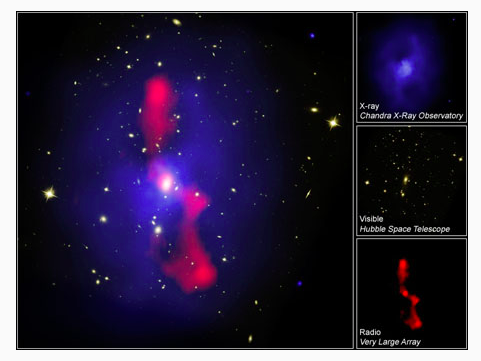 X-ray
Chandra X-Ray Observatory
Visible
Hubble Space Telescope
Radio
Very Large Array